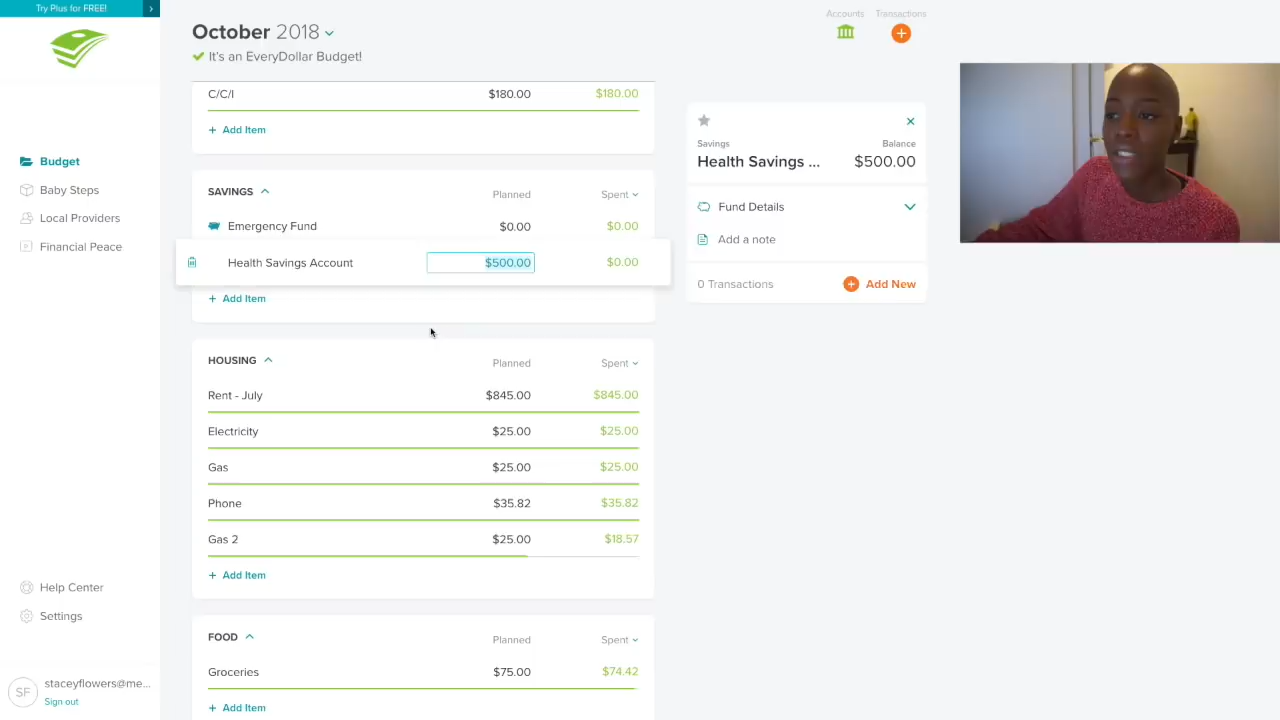 Try Plus for FREE!
Budget
Baby Steps
Local Providers
Financial Peace
Help Center
Settings
SF
staceyflowers@me...
Sign out
October 2018
It's an EveryDollar Budget!
Accounts
Transactions
C/C/I $180.00 $180.00
+ Add Item
SAVINGS Planned Spent
Emergency Fund $0.00 $0.00
Health Savings Account $500.00 $0.00
+ Add Item
HOUSING Planned Spent
Rent - July $845.00 $845.00
Electricity $25.00 $25.00
Gas $25.00 $25.00
Phone $35.82 $35.82
Gas 2 $25.00 $18.57
+ Add Item
FOOD Planned Spent
Groceries $75.00 $74.42
+ Add Item
Savings Balance
Health Savings ... $500.00
Fund Details
Add a note
0 Transactions Add New